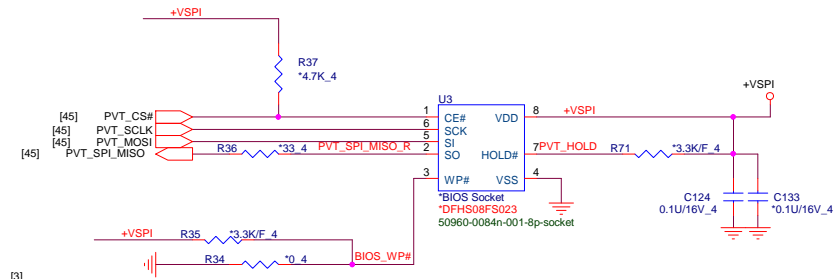 +VSPI
R37
*4.7K_4
+VSPI
U3
[45] PVT_CS# 1 CE# VDD 8 +VSPI
[45] PVT_SCLK 6 SCK
[45] PVT_MOSI 5 SI
[45] PVT_SPI_MISO R36 *33_4 PVT_SPI_MISO_R 2 SO HOLD# 7 PVT_HOLD R71 *3.3K/F_4
3 WP# VSS 4
*BIOS Socket
*DFHS08FS023
50960-0084n-001-8p-socket
C124
0.1U/16V_4
C133
*0.1U/16V_4
+VSPI R35 *3.3K/F_4
R34 *0_4 BIOS_WP#
[3]